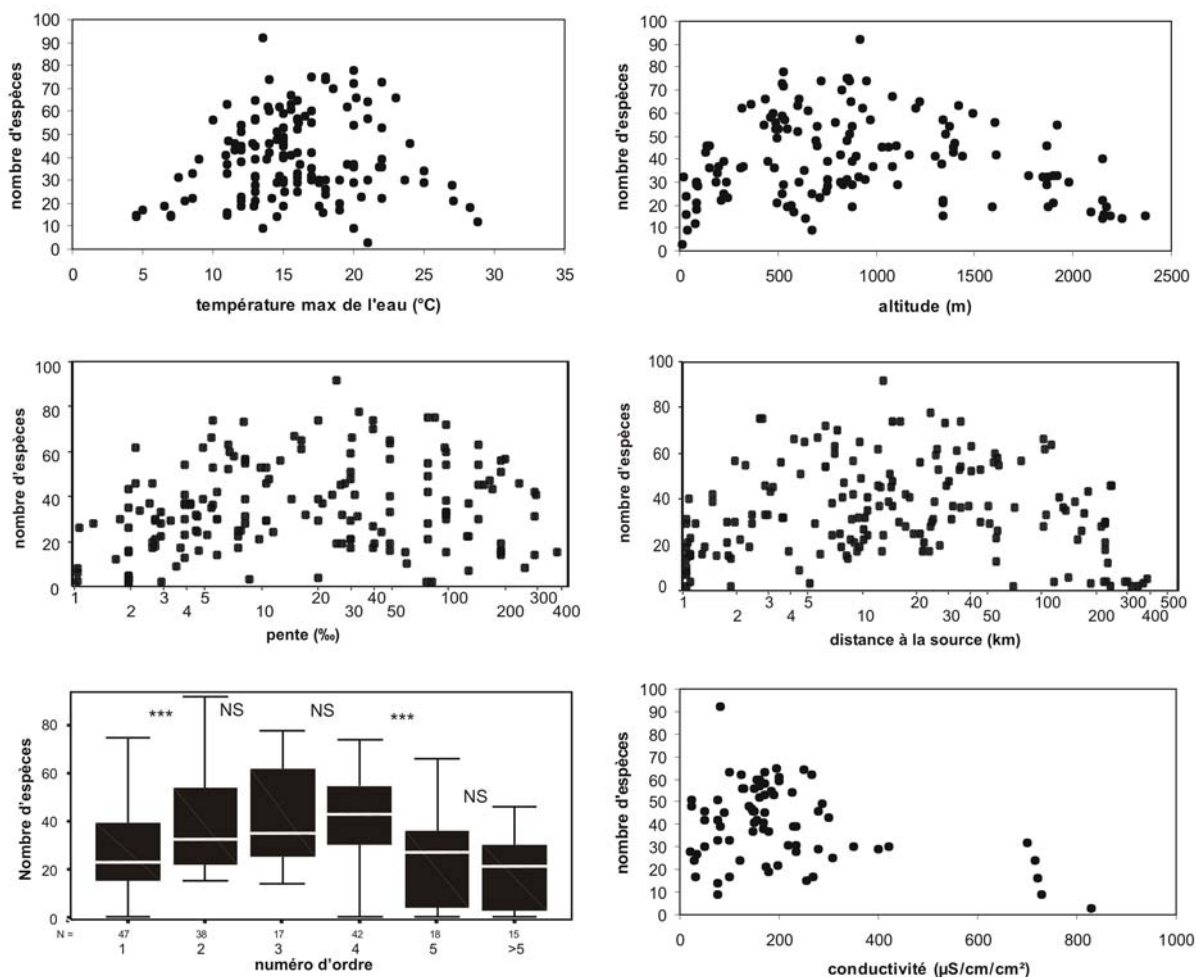 nombre d'espèces
100
90
80
70
60
50
40
30
20
10
0
0 5 10 15 20 25 30 35
température max de l'eau (°C)
nombre d'espèces
100
90
80
70
60
50
40
30
20
10
0
0 500 1000 1500 2000 2500
altitude (m)
nombre d'espèces
100
80
60
40
20
0
1 2 3 4 5 10 20 30 40 50 100 200 300 400
pente (‰)
nombre d'espèces
100
80
60
40
20
0
1 2 3 4 5 10 20 30 40 50 100 200 300 400 500
distance à la source (km)
Nombre d'espèces
80
60
40
20
0
*** NS NS *** NS
N = 47 38 17 42 18 15
1 2 3 4 5 >5
numéro d'ordre
nombre d'espèces
100
90
80
70
60
50
40
30
20
10
0
0 200 400 600 800 1000
conductivité (µS/cm/cm²)